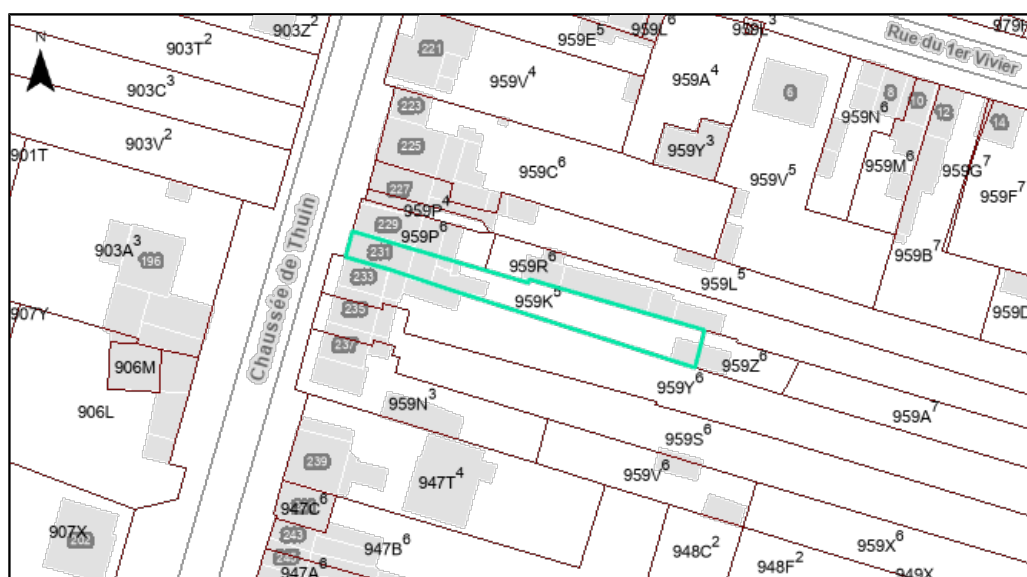 903Z²
903T²
959E⁵
959L⁶
959L³
221
Rue du 1er Vivier
N
903C³
959V⁴
959A⁴
6
8
10
12
14
223
959N⁶
903V²
225
959Y³
901T
959C⁶
959V⁵
959M⁶
959G⁷
959F⁷
227
959P⁴
229
959P⁶
903A³
196
231
959R⁶
959B⁷
233
959K⁵
959L⁵
907Y
235
Chaussée de Thuin
237
906M
959Z⁶
959Y⁶
906L
959N³
959A⁷
959S⁶
239
947T⁴
959V⁶
947C⁶
907X
202
243
947B⁶
948C²
959X⁶
947A⁶
948F²
949X